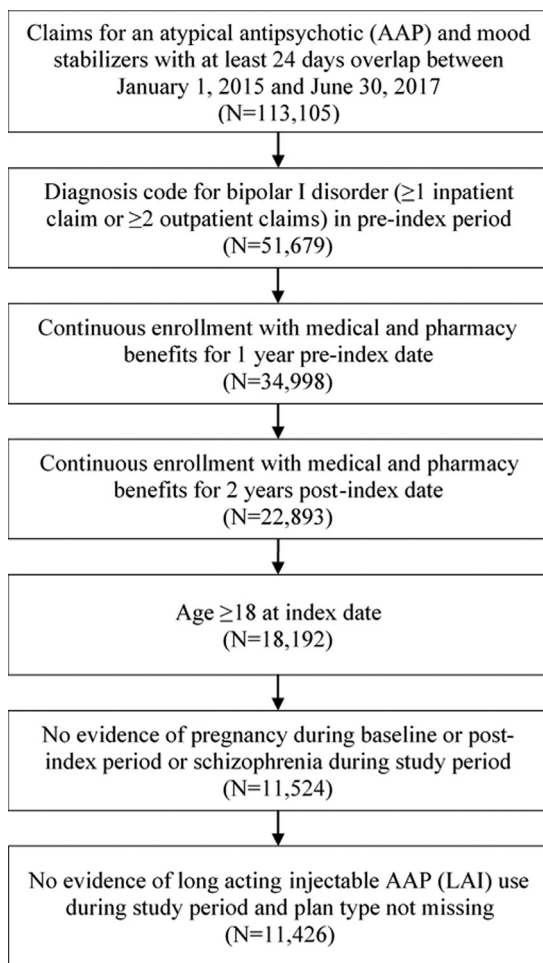 Claims for an atypical antipsychotic (AAP) and mood
stabilizers with at least 24 days overlap between
January 1, 2015 and June 30, 2017
(N=113,105)
Diagnosis code for bipolar I disorder (≥1 inpatient
claim or ≥2 outpatient claims) in pre-index period
(N=51,679)
Continuous enrollment with medical and pharmacy
benefits for 1 year pre-index date
(N=34,998)
Continuous enrollment with medical and pharmacy
benefits for 2 years post-index date
(N=22,893)
Age ≥18 at index date
(N=18,192)
No evidence of pregnancy during baseline or post-
index period or schizophrenia during study period
(N=11,524)
No evidence of long acting injectable AAP (LAI) use
during study period and plan type not missing
(N=11,426)